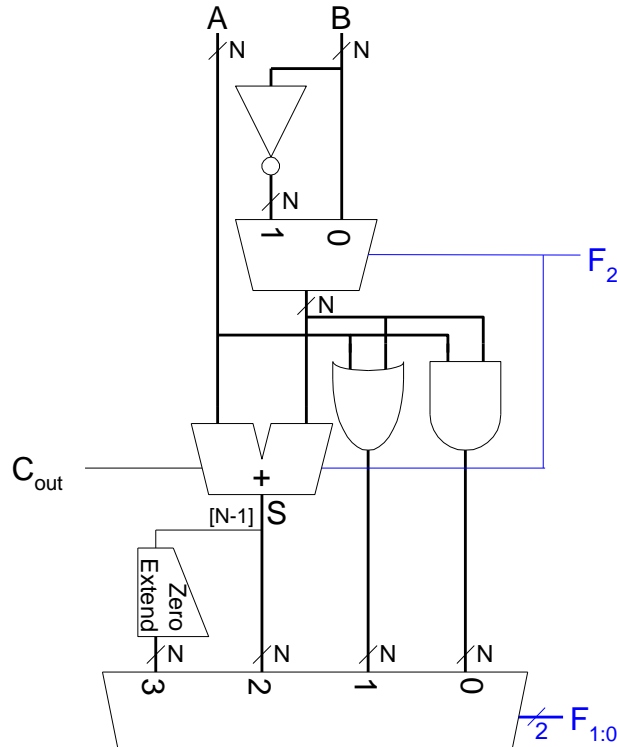 A B
N N
N
1 0
F2
N
Cout
+
[N-1] S
Zero
Extend
N N N N
3 2 1 0
2 F1:0